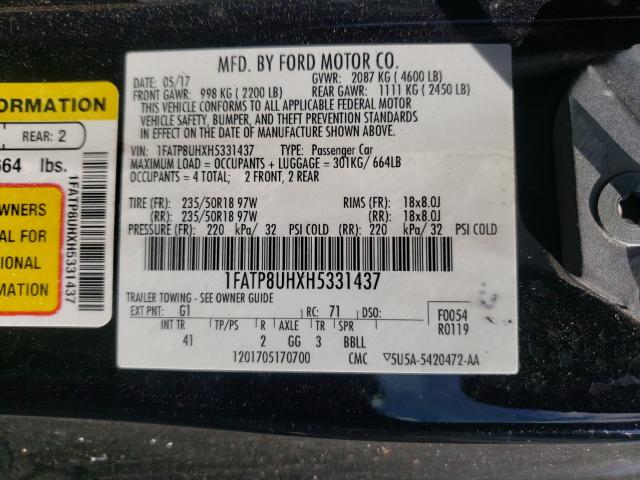 MFD. BY FORD MOTOR CO.
DATE: 05/17 GVWR: 2087 KG (4600 LB)
FRONT GAWR: 998 KG (2200 LB) REAR GAWR: 1111 KG (2450 LB)
THIS VEHICLE CONFORMS TO ALL APPLICABLE FEDERAL MOTOR
VEHICLE SAFETY, BUMPER, AND THEFT PREVENTION STANDARDS
IN EFFECT ON THE DATE OF MANUFACTURE SHOWN ABOVE.
VIN: 1FATP8UHXH5331437 TYPE: Passenger Car
MAXIMUM LOAD = OCCUPANTS + LUGGAGE = 301KG/ 664LB
OCCUPANTS = 4 TOTAL; 2 FRONT, 2 REAR
TIRE (FR): 235/50R18 97W RIMS (FR): 18x8.0J
(RR): 235/50R18 97W (RR): 18x8.0J
PRESSURE (FR): 220 kPa/ 32 PSI COLD (RR): 220 kPa/ 32 PSI COLD
1FATP8UHXH5331437
TRAILER TOWING - SEE OWNER GUIDE
EXT PNT: G1 RC: 71 DSO: F0054
R0119
INT TR TP/PS R AXLE TR SPR
41 2 GG 3 BBLL
1201705170700 CMC ▽5U5A-5420472-AA
FORMATION
REAR: 2
664 lbs.
OWNERS
AL FOR
IONAL
MATION
1FATP8UHXH5331437